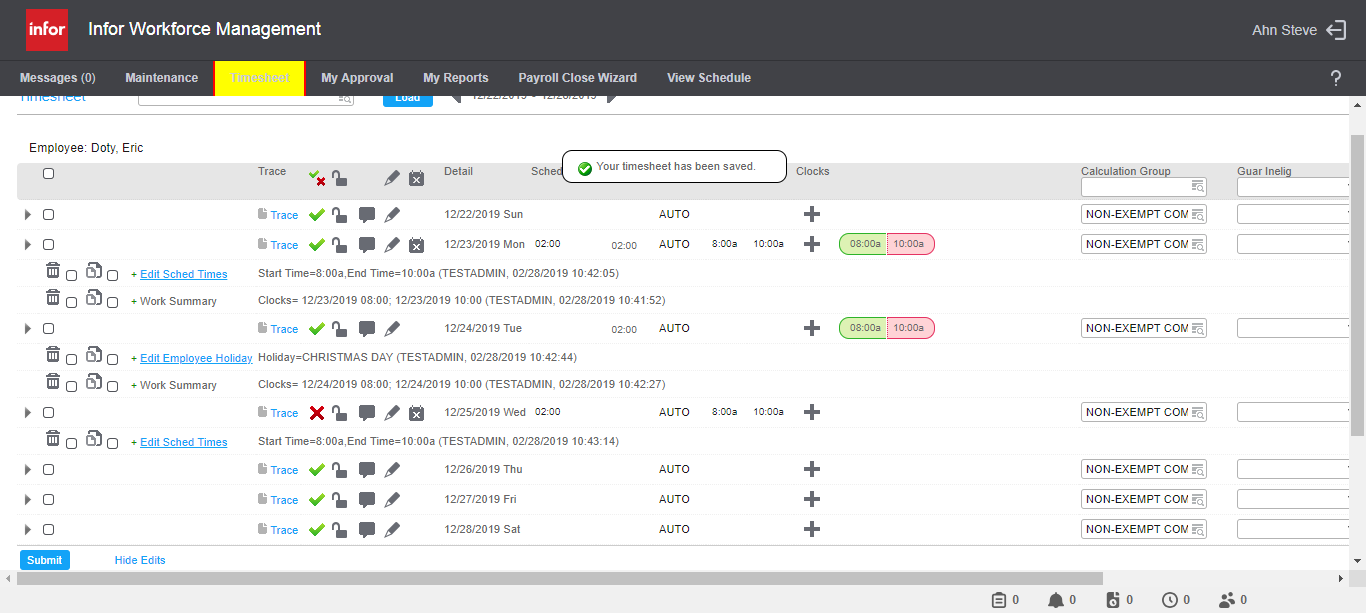 infor Infor Workforce Management Ahn Steve
Messages (0) Maintenance Timesheet My Approval My Reports Payroll Close Wizard View Schedule ?
Timesheet Load 12/22/2019 - 12/28/2019
Employee: Doty, Eric
Your timesheet has been saved.
Trace Detail Sched Clocks Calculation Group Guar Inelig
Trace 12/22/2019 Sun AUTO NON-EXEMPT COM
Trace 12/23/2019 Mon 02:00 02:00 AUTO 8:00a 10:00a 08:00a 10:00a NON-EXEMPT COM
+ Edit Sched Times Start Time=8:00a,End Time=10:00a (TESTADMIN, 02/28/2019 10:42:05)
+ Work Summary Clocks= 12/23/2019 08:00; 12/23/2019 10:00 (TESTADMIN, 02/28/2019 10:41:52)
Trace 12/24/2019 Tue 02:00 AUTO 08:00a 10:00a NON-EXEMPT COM
+ Edit Employee Holiday Holiday=CHRISTMAS DAY (TESTADMIN, 02/28/2019 10:42:44)
+ Work Summary Clocks= 12/24/2019 08:00; 12/24/2019 10:00 (TESTADMIN, 02/28/2019 10:42:27)
Trace 12/25/2019 Wed 02:00 AUTO 8:00a 10:00a NON-EXEMPT COM
+ Edit Sched Times Start Time=8:00a,End Time=10:00a (TESTADMIN, 02/28/2019 10:43:14)
Trace 12/26/2019 Thu AUTO NON-EXEMPT COM
Trace 12/27/2019 Fri AUTO NON-EXEMPT COM
Trace 12/28/2019 Sat AUTO NON-EXEMPT COM
Submit Hide Edits
0 0 0 0 0